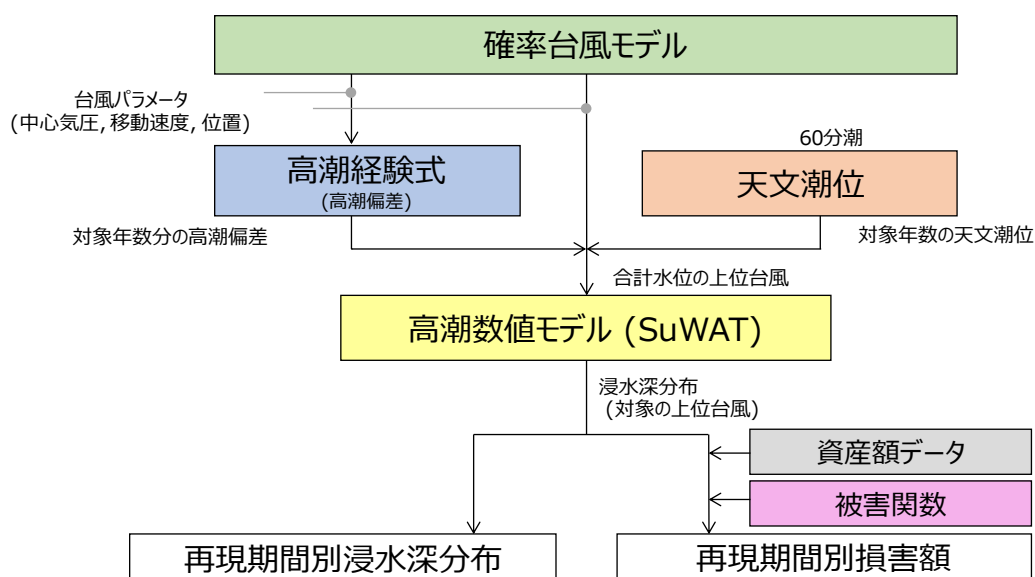 確率台風モデル
台風パラメータ
(中心気圧, 移動速度, 位置)
高潮経験式
(高潮偏差)
60分潮
天文潮位
対象年数分の高潮偏差
対象年数の天文潮位
合計水位の上位台風
高潮数値モデル (SuWAT)
浸水深分布
(対象の上位台風)
資産額データ
被害関数
再現期間別浸水深分布
再現期間別損害額